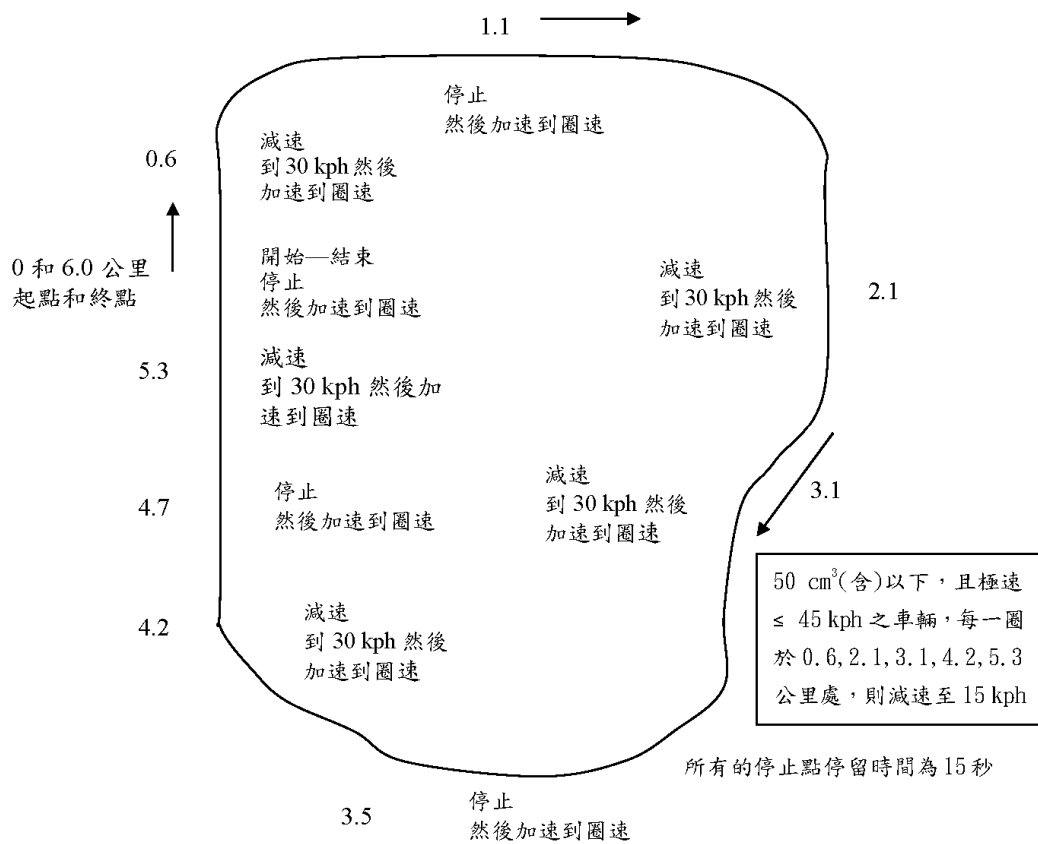 1.1
停止
然後加速到圈速
0.6
減速
到 30 kph 然後
加速到圈速
0 和 6.0 公里
起點和終點
開始—結束
停止
然後加速到圈速
減速
到 30 kph 然後
加速到圈速
2.1
5.3
減速
到 30 kph 然後加
速到圈速
4.7
停止
然後加速到圈速
減速
到 30 kph 然後
加速到圈速
3.1
50 cm³(含)以下，且極速
≤ 45 kph 之車輛，每一圈
於 0.6, 2.1, 3.1, 4.2, 5.3
公里處，則減速至 15 kph
4.2
減速
到 30 kph 然後
加速到圈速
所有的停止點停留時間為 15 秒
3.5
停止
然後加速到圈速